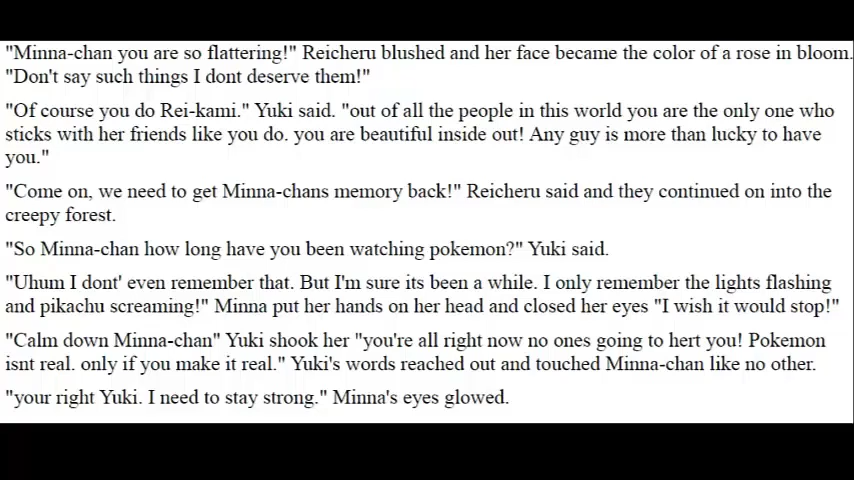 "Minna-chan you are so flattering!" Reicheru blushed and her face became the color of a rose in bloom.
"Don't say such things I dont deserve them!"
"Of course you do Rei-kami." Yuki said. "out of all the people in this world you are the only one who
sticks with her friends like you do. you are beautiful inside out! Any guy is more than lucky to have
you."
"Come on, we need to get Minna-chans memory back!" Reicheru said and they continued on into the
creepy forest.
"So Minna-chan how long have you been watching pokemon?" Yuki said.
"Uhum I dont' even remember that. But I'm sure its been a while. I only remember the lights flashing
and pikachu screaming!" Minna put her hands on her head and closed her eyes "I wish it would stop!"
"Calm down Minna-chan" Yuki shook her "you're all right now no ones going to hert you! Pokemon
isnt real. only if you make it real." Yuki's words reached out and touched Minna-chan like no other.
"your right Yuki. I need to stay strong." Minna's eyes glowed.